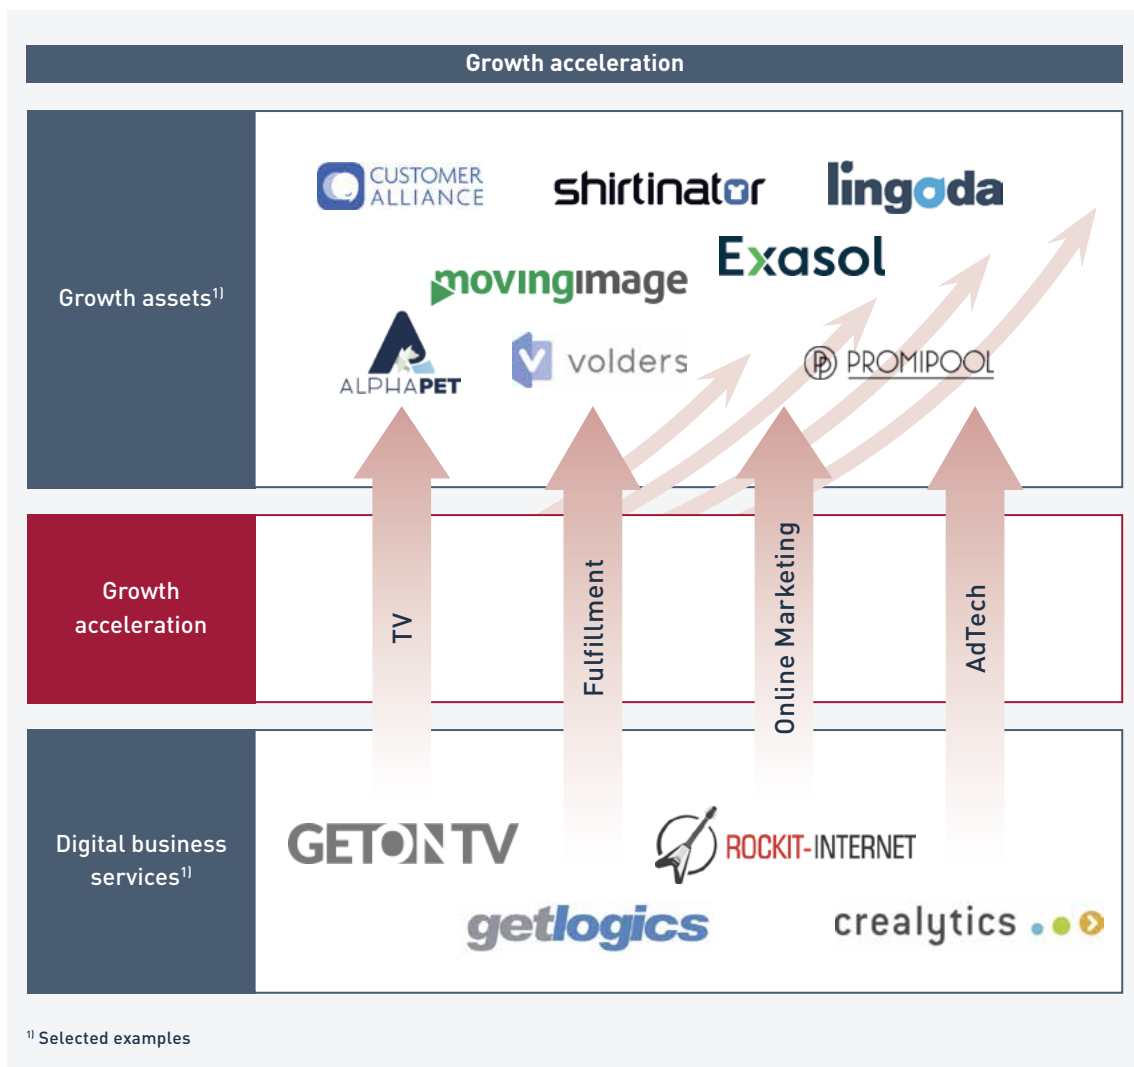 Growth acceleration
Growth assets1)
CUSTOMER
ALLIANCE
shirtinator
lingoda
Exasol
movingimage
ALPHAPET
volders
PROMIPOOL
Growth
acceleration
TV
Fulfillment
Online Marketing
AdTech
Digital business
services1)
GETONTV
ROCKIT-INTERNET
getlogics
crealytics
1) Selected examples